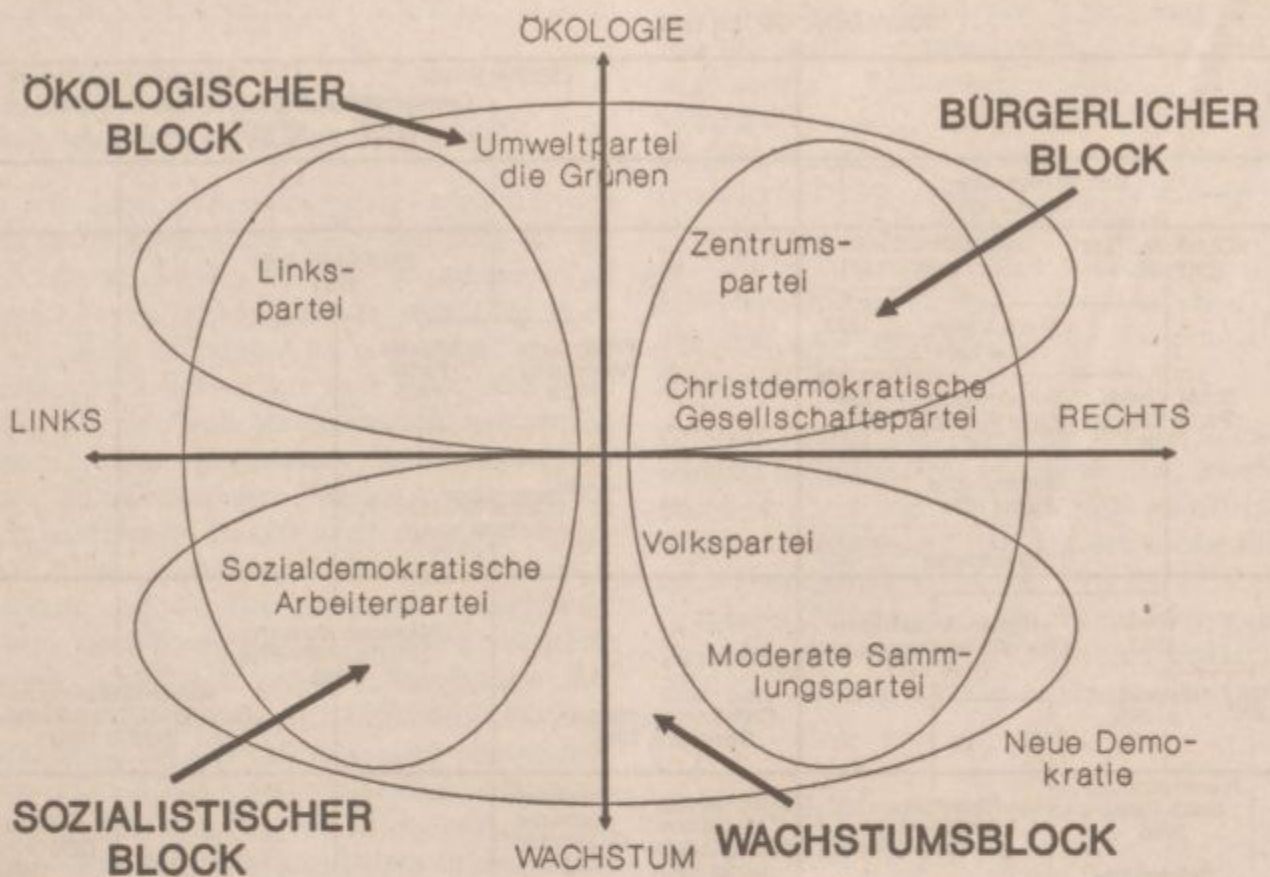 ÖKOLOGIE
ÖKOLOGISCHER
BLOCK
BÜRGERLICHER
BLOCK
Umweltpartei
die Grünen
Links-
partei
Zentrums-
partei
Christdemokratische
Gesellschaftspartei
LINKS
RECHTS
Sozialdemokratische
Arbeiterpartei
Volkspartei
Moderate Samm-
lungspartei
Neue Demo-
kratie
SOZIALISTISCHER
BLOCK
WACHSTUM
WACHSTUMSBLOCK